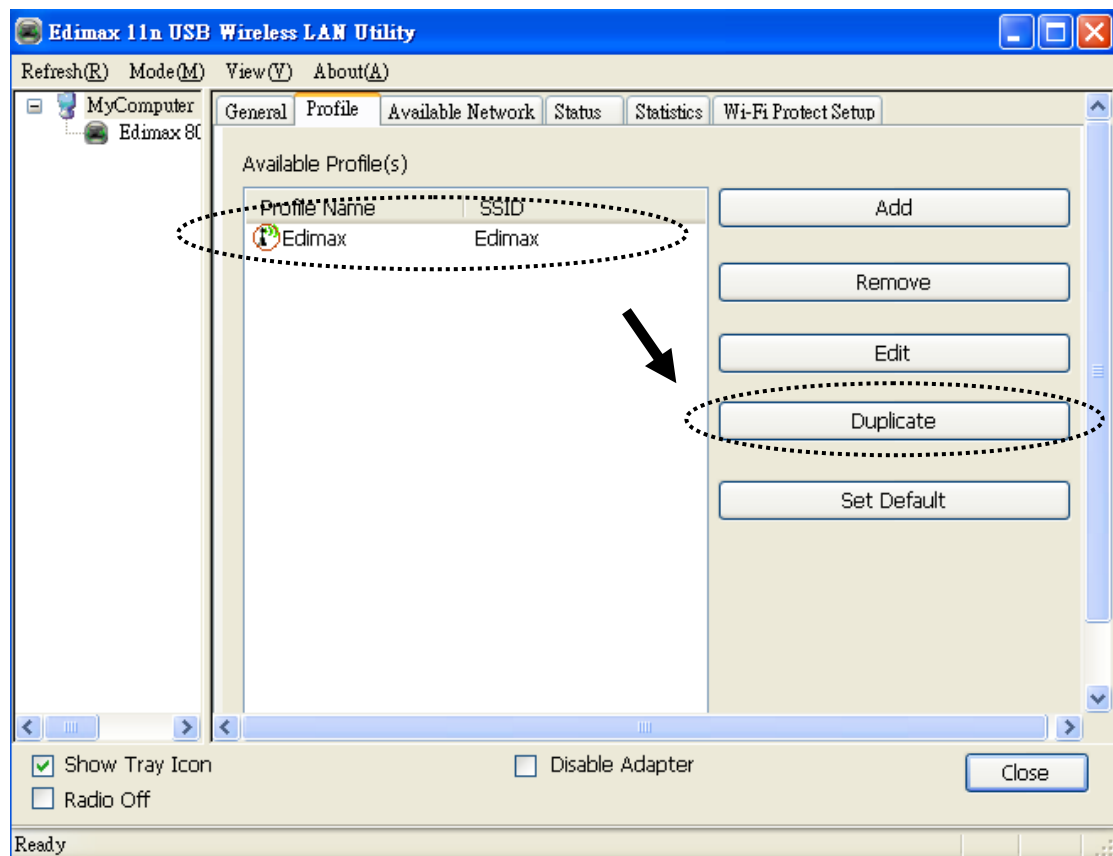 Edimax 11n USB Wireless LAN Utility
Refresh(R) Mode(M) View(V) About(A)
MyComputer
Edimax 80
General Profile Available Network Status Statistics Wi-Fi Protect Setup
Available Profile(s)
Profile Name SSID
Edimax Edimax
Add
Remove
Edit
Duplicate
Set Default
Show Tray Icon
Disable Adapter
Radio Off
Close
Ready